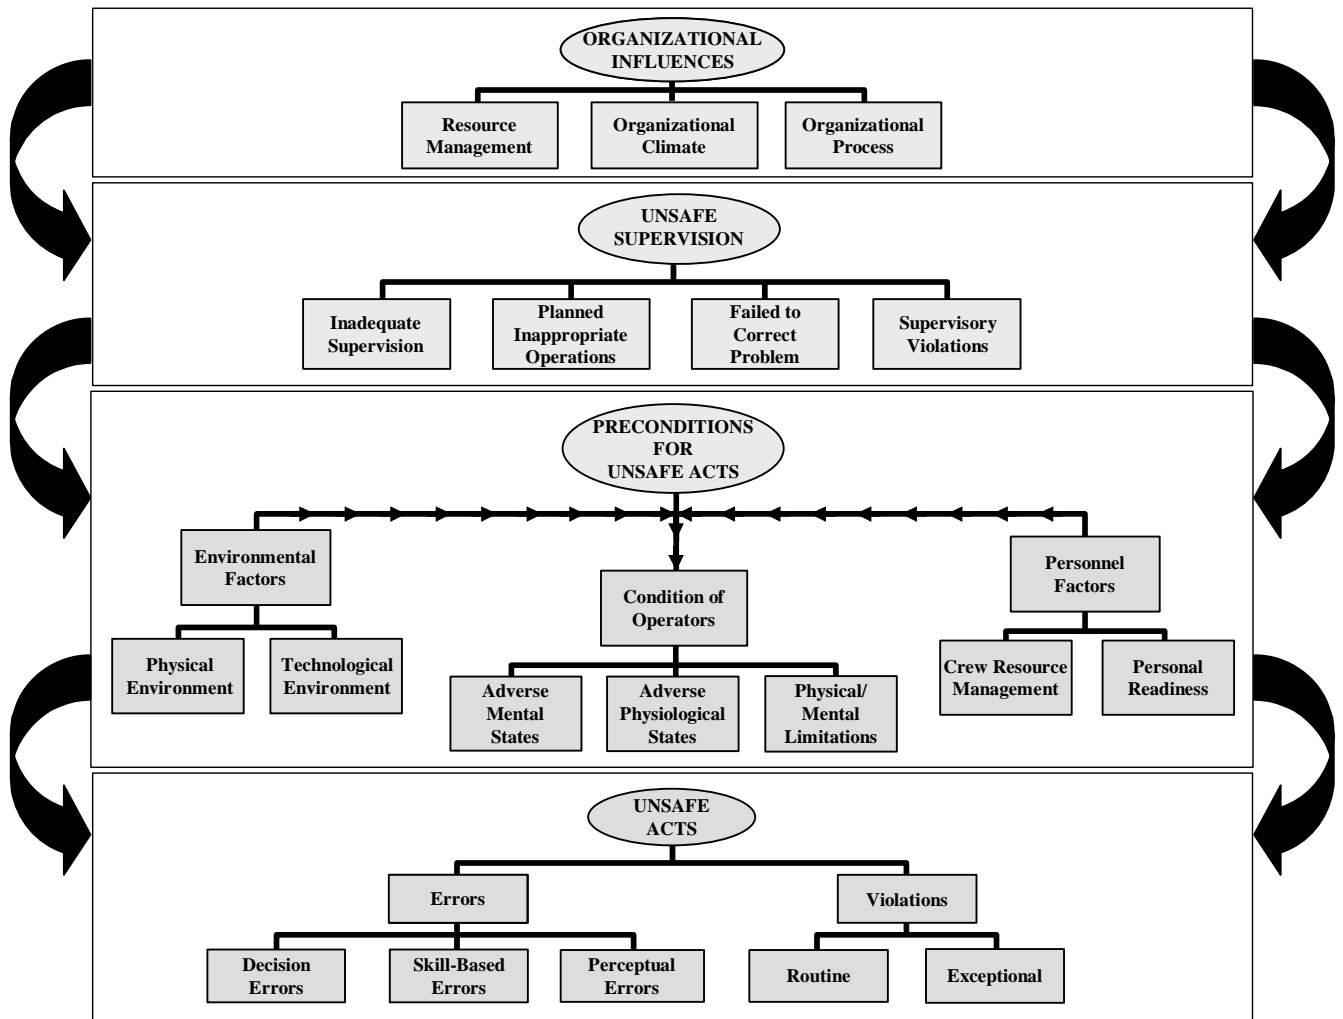 ORGANIZATIONAL
INFLUENCES
Resource
Management
Organizational
Climate
Organizational
Process
UNSAFE
SUPERVISION
Inadequate
Supervision
Planned
Inappropriate
Operations
Failed to
Correct
Problem
Supervisory
Violations
PRECONDITIONS
FOR
UNSAFE ACTS
Environmental
Factors
Condition of
Operators
Personnel
Factors
Physical
Environment
Technological
Environment
Adverse
Mental
States
Adverse
Physiological
States
Physical/
Mental
Limitations
Crew Resource
Management
Personal
Readiness
UNSAFE
ACTS
Errors
Violations
Decision
Errors
Skill-Based
Errors
Perceptual
Errors
Routine
Exceptional